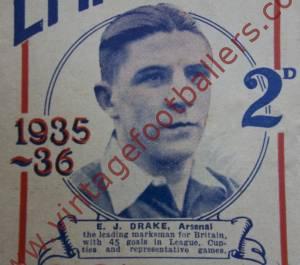 2D
1935
~36
E. J. DRAKE, Arsenal
the leading marksman for Britain,
with 45 goals in League, Cup-
ties and representative games.
www.vintagefootballers.com